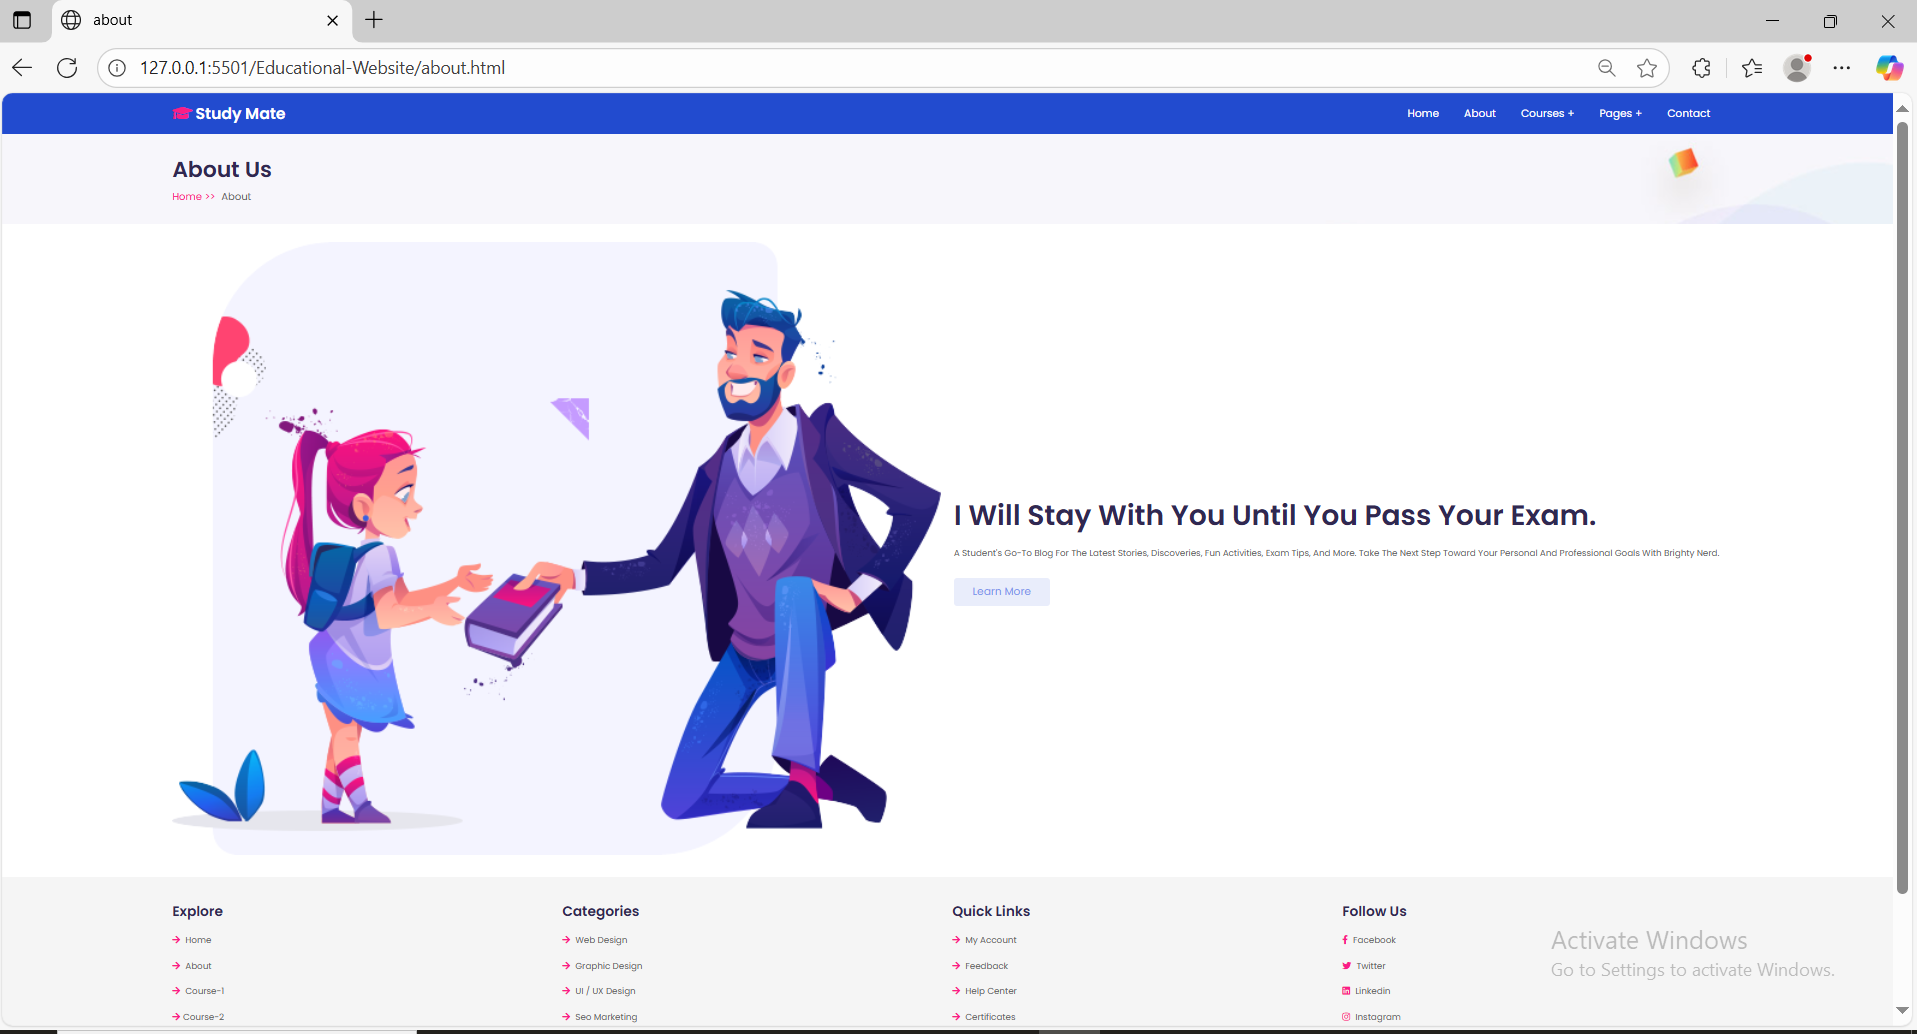 about
127.0.0.1:5501/Educational-Website/about.html
Study Mate
Home About Courses + Pages + Contact
About Us
Home >> About
I Will Stay With You Until You Pass Your Exam.
A Student's Go-To Blog For The Latest Stories, Discoveries, Fun Activities, Exam Tips, And More. Take The Next Step Toward Your Personal And Professional Goals With Brighty Nerd.
Learn More
Explore
Home
About
Course-1
Course-2
Categories
Web Design
Graphic Design
UI / UX Design
Seo Marketing
Quick Links
My Account
Feedback
Help Center
Certificates
Follow Us
Facebook
Twitter
Linkedin
Instagram
Activate Windows
Go to Settings to activate Windows.